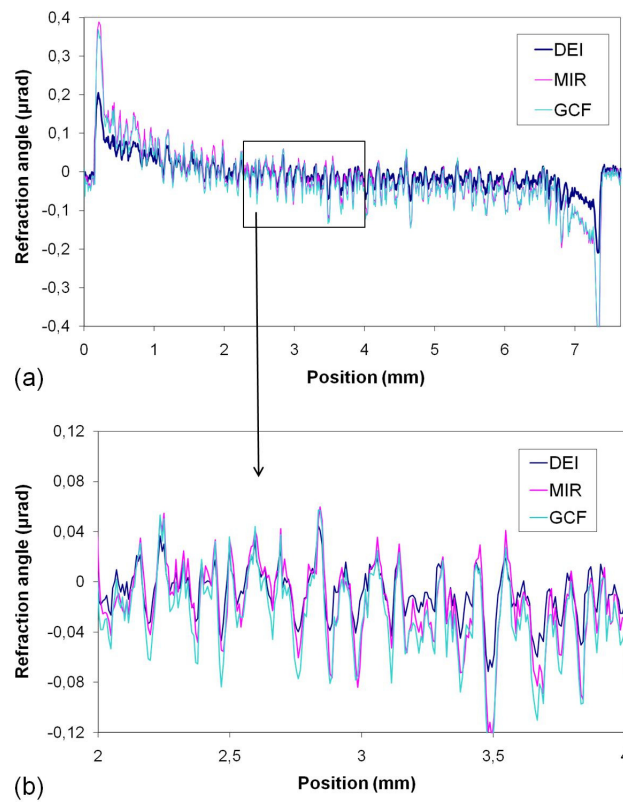 0,4
0,3
0,2
0,1
0
-0,1
-0,2
-0,3
-0,4
Refraction angle (µrad)
DEI
MIR
GCF
0 1 2 3 4 5 6 7
Position (mm)
(a)
0,12
0,08
0,04
0
-0,04
-0,08
-0,12
Refraction angle (µrad)
DEI
MIR
GCF
2 2,5 3 3,5 4
Position (mm)
(b)